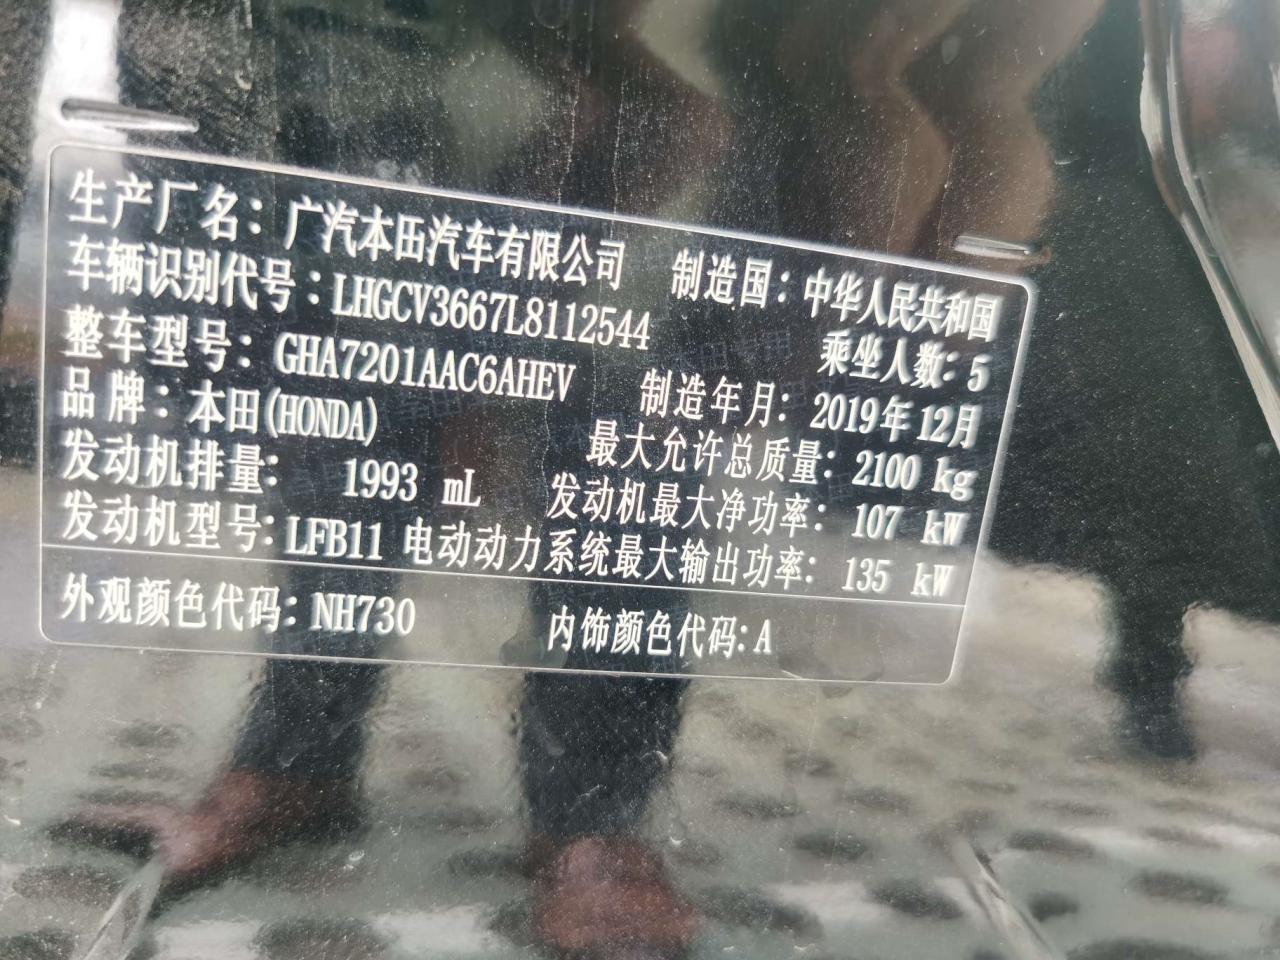 生产厂名：广汽本田汽车有限公司 制造国：中华人民共和国
车辆识别代号：LHGCV3667L8112544 乘坐人数：5
整车型号：GHA7201AAC6AHEV 制造年月：2019年12月
品牌：本田(HONDA) 最大允许总质量：2100 kg
发动机排量： 1993 mL 发动机最大净功率： 107 kW
发动机型号：LFB11 电动动力系统最大输出功率： 135 kW
外观颜色代码：NH730 内饰颜色代码：A